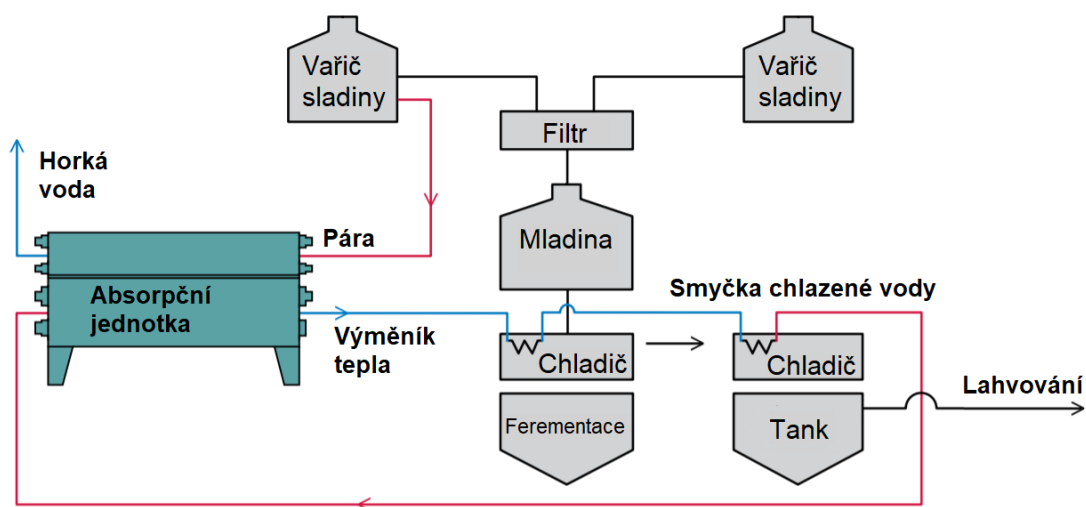 Vařič
sladiny
Vařič
sladiny
Filtr
Horká
voda
Pára
Mladina
Absorpční
jednotka
Smyčka chlazené vody
Výměník
tepla
Chladič
Chladič
Lahvování
Ferementace
Tank